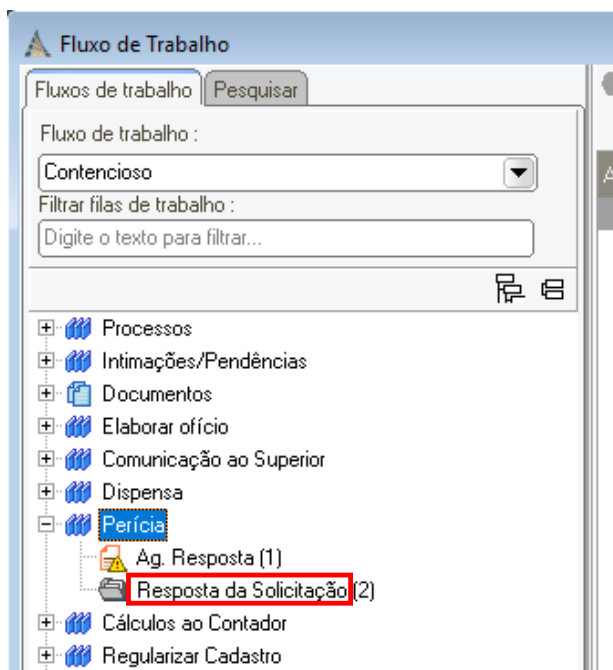 Fluxo de Trabalho
Fluxos de trabalho Pesquisar
Fluxo de trabalho :
Contencioso
Filtrar filas de trabalho :
Digite o texto para filtrar...
Processos
Intimações/Pendências
Documentos
Elaborar ofício
Comunicação ao Superior
Dispensa
Perícia
Ag. Resposta (1)
Resposta da Solicitação (2)
Cálculos ao Contador
Regularizar Cadastro